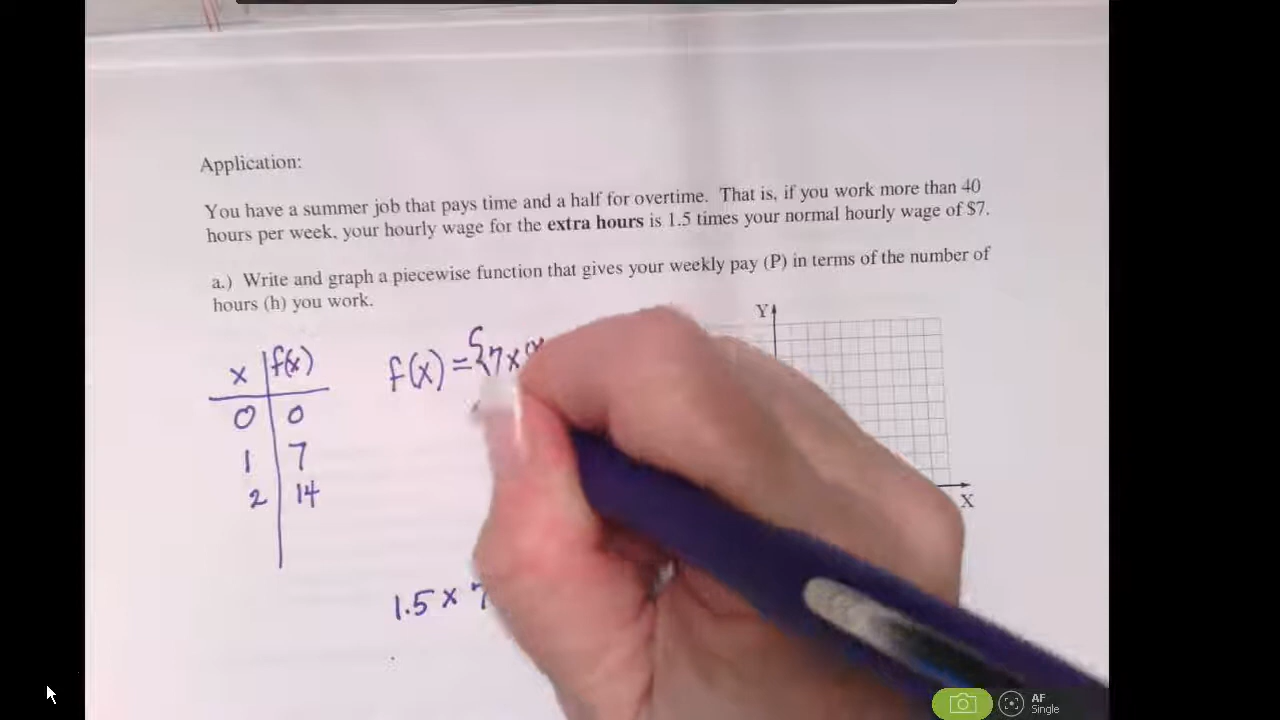 Application:
You have a summer job that pays time and a half for overtime. That is, if you work more than 40
hours per week, your hourly wage for the extra hours is 1.5 times your normal hourly wage of $7.
a.) Write and graph a piecewise function that gives your weekly pay (P) in terms of the number of
hours (h) you work.
Y
x f(x)
f(x) = {7x
0 0
1 7
2 14
X
1.5 × 7
AF
Single